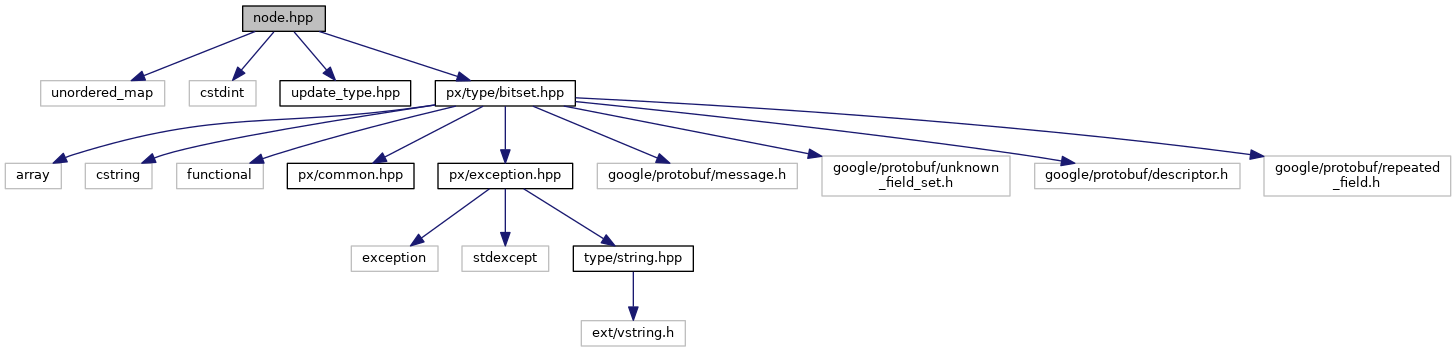 node.hpp
unordered_map
cstdint
update_type.hpp
px/type/bitset.hpp
array
cstring
functional
px/common.hpp
px/exception.hpp
google/protobuf/message.h
google/protobuf/unknown
_field_set.h
google/protobuf/descriptor.h
google/protobuf/repeated
_field.h
exception
stdexcept
type/string.hpp
ext/vstring.h